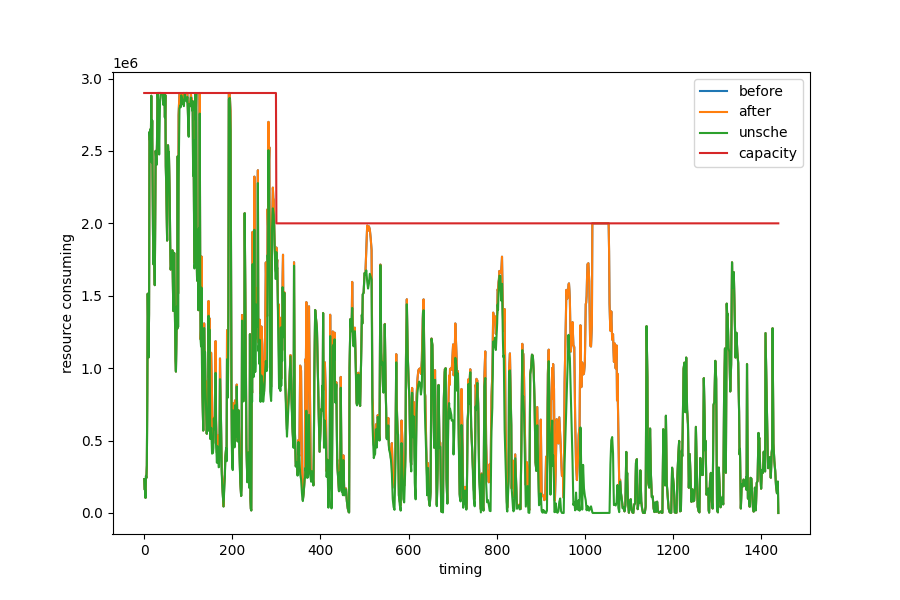 1e6
3.0
2.5
2.0
1.5
1.0
0.5
0.0
resource consuming
0 200 400 600 800 1000 1200 1400
timing
before
after
unsche
capacity